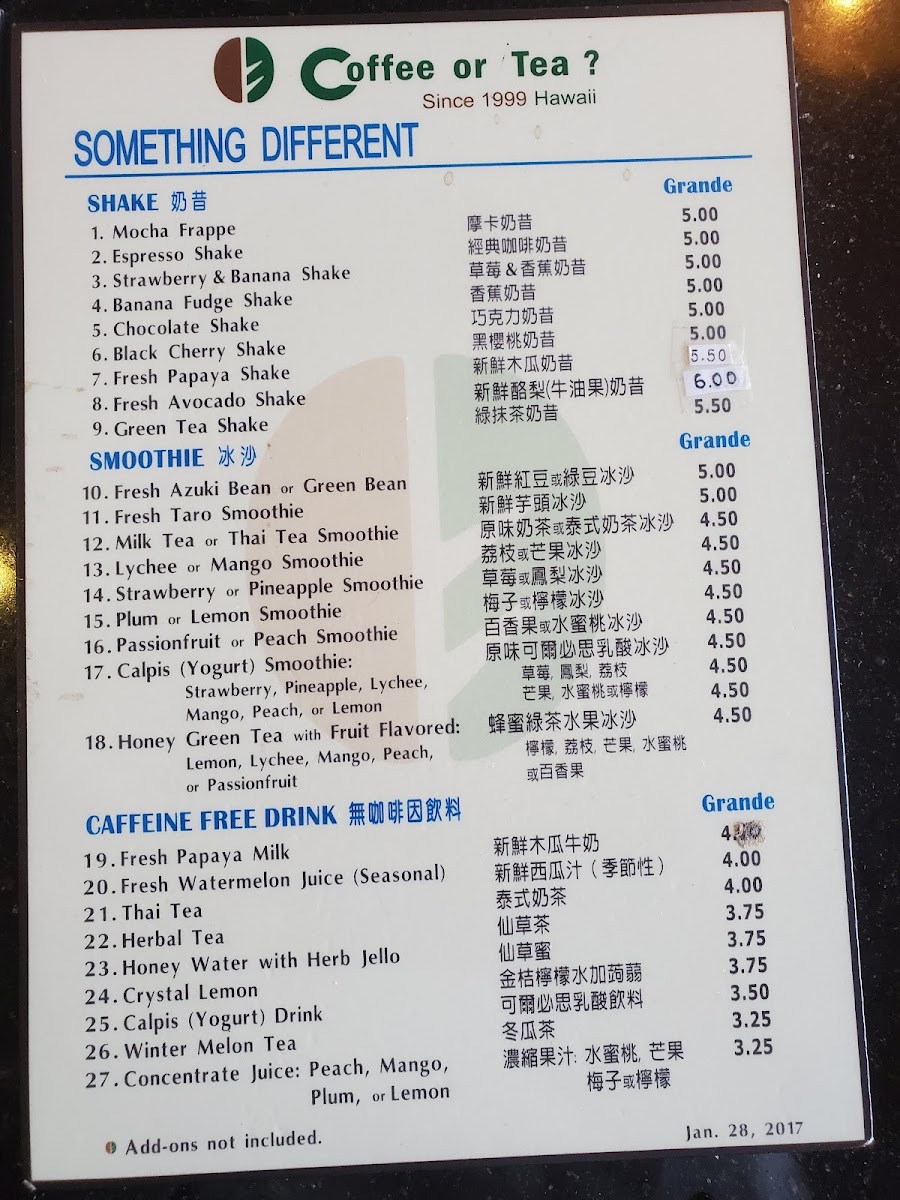 Coffee or Tea ?
Since 1999 Hawaii
SOMETHING DIFFERENT
SHAKE 奶昔 Grande
1. Mocha Frappe 摩卡奶昔 5.00
2. Espresso Shake 經典咖啡奶昔 5.00
3. Strawberry & Banana Shake 草莓&香蕉奶昔 5.00
4. Banana Fudge Shake 香蕉奶昔 5.00
5. Chocolate Shake 巧克力奶昔 5.00
6. Black Cherry Shake 黑櫻桃奶昔 5.00
7. Fresh Papaya Shake 新鮮木瓜奶昔 5.50
8. Fresh Avocado Shake 新鮮酪梨(牛油果)奶昔 6.00
9. Green Tea Shake 綠抹茶奶昔 5.50
SMOOTHIE 冰沙 Grande
10. Fresh Azuki Bean or Green Bean 新鮮紅豆或綠豆冰沙 5.00
11. Fresh Taro Smoothie 新鮮芋頭冰沙 5.00
12. Milk Tea or Thai Tea Smoothie 原味奶茶或泰式奶茶冰沙 4.50
13. Lychee or Mango Smoothie 荔枝或芒果冰沙 4.50
14. Strawberry or Pineapple Smoothie 草莓或鳳梨冰沙 4.50
15. Plum or Lemon Smoothie 梅子或檸檬冰沙 4.50
16. Passionfruit or Peach Smoothie 百香果或水蜜桃冰沙 4.50
17. Calpis (Yogurt) Smoothie: 原味可爾必思乳酸冰沙 4.50
Strawberry, Pineapple, Lychee, 草莓, 鳳梨, 荔枝 4.50
Mango, Peach, or Lemon 芒果, 水蜜桃或檸檬 4.50
18. Honey Green Tea with Fruit Flavored: 蜂蜜綠茶水果冰沙 4.50
Lemon, Lychee, Mango, Peach, 檸檬, 荔枝, 芒果, 水蜜桃
or Passionfruit 或百香果
CAFFEINE FREE DRINK 無咖啡因飲料 Grande
19. Fresh Papaya Milk 新鮮木瓜牛奶
20. Fresh Watermelon Juice (Seasonal) 新鮮西瓜汁 (季節性) 4.00
21. Thai Tea 泰式奶茶 4.00
22. Herbal Tea 仙草茶 3.75
23. Honey Water with Herb Jello 仙草蜜 3.75
24. Crystal Lemon 金桔檸檬水加蒟蒻 3.75
25. Calpis (Yogurt) Drink 可爾必思乳酸飲料 3.50
26. Winter Melon Tea 冬瓜茶 3.25
27. Concentrate Juice: Peach, Mango, 濃縮果汁: 水蜜桃, 芒果 3.25
Plum, or Lemon 梅子或檸檬
Add-ons not included. Jan. 28, 2017